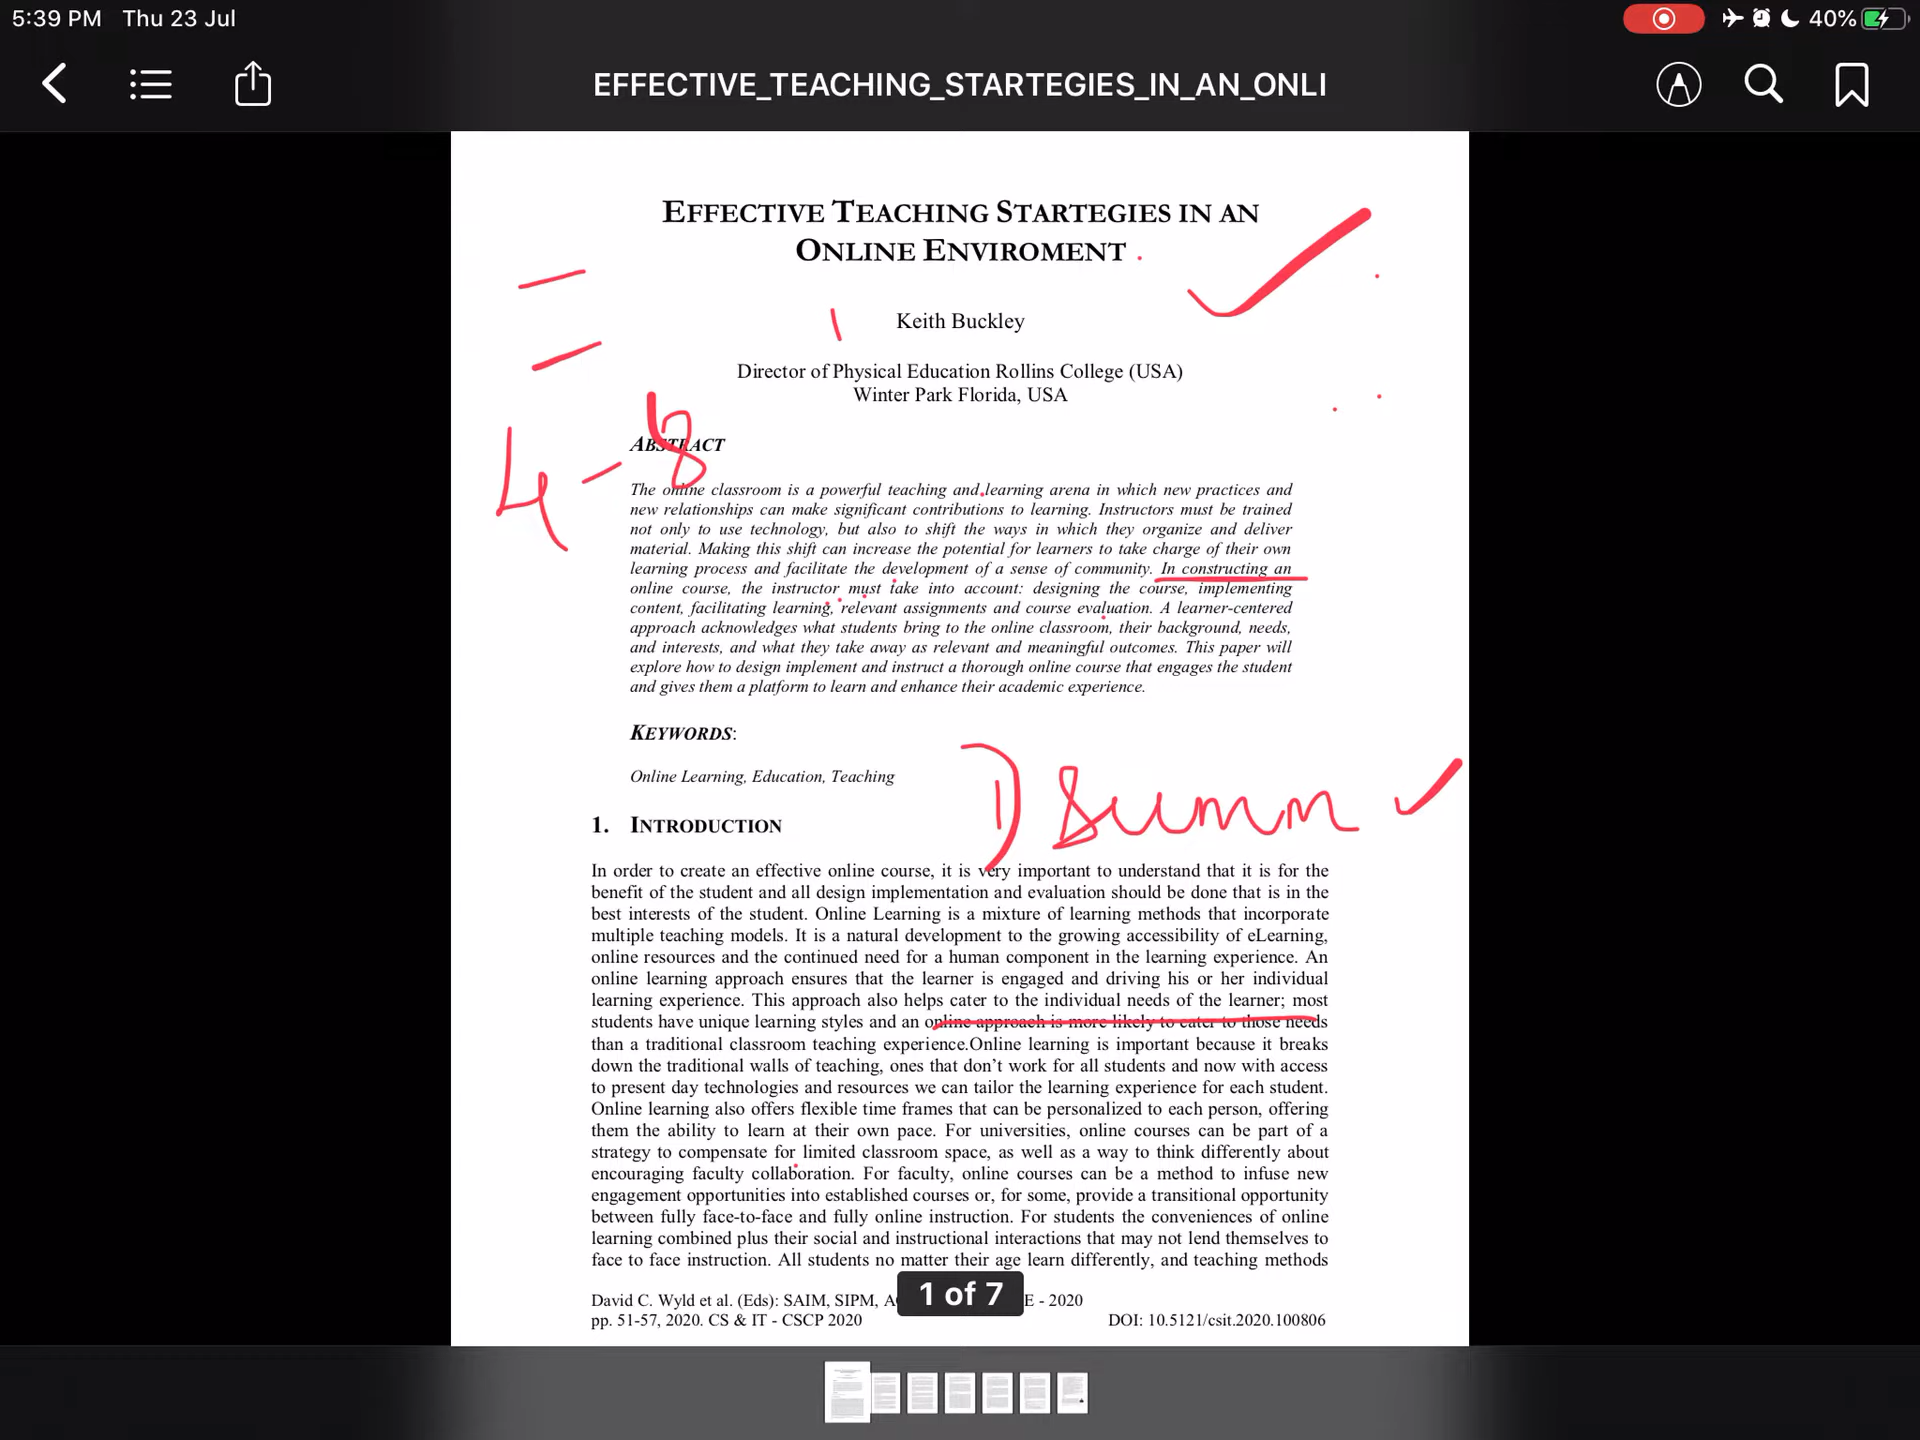 5:39 PM Thu 23 Jul
40%
EFFECTIVE_TEACHING_STARTEGIES_IN_AN_ONLI
EFFECTIVE TEACHING STARTEGIES IN AN
ONLINE ENVIROMENT
Keith Buckley
Director of Physical Education Rollins College (USA)
Winter Park Florida, USA
4-8
ABSTRACT
The online classroom is a powerful teaching and learning arena in which new practices and
new relationships can make significant contributions to learning. Instructors must be trained
not only to use technology, but also to shift the ways in which they organize and deliver
material. Making this shift can increase the potential for learners to take charge of their own
learning process and facilitate the development of a sense of community. In constructing an
online course, the instructor must take into account: designing the course, implementing
content, facilitating learning, relevant assignments and course evaluation. A learner-centered
approach acknowledges what students bring to the online classroom, their background, needs,
and interests, and what they take away as relevant and meaningful outcomes. This paper will
explore how to design implement and instruct a thorough online course that engages the student
and gives them a platform to learn and enhance their academic experience.
KEYWORDS:
Online Learning, Education, Teaching
1) Summ
1. INTRODUCTION
In order to create an effective online course, it is very important to understand that it is for the
benefit of the student and all design implementation and evaluation should be done that is in the
best interests of the student. Online Learning is a mixture of learning methods that incorporate
multiple teaching models. It is a natural development to the growing accessibility of eLearning,
online resources and the continued need for a human component in the learning experience. An
online learning approach ensures that the learner is engaged and driving his or her individual
learning experience. This approach also helps cater to the individual needs of the learner; most
students have unique learning styles and an online approach is more likely to cater to those needs
than a traditional classroom teaching experience.Online learning is important because it breaks
down the traditional walls of teaching, ones that don't work for all students and now with access
to present day technologies and resources we can tailor the learning experience for each student.
Online learning also offers flexible time frames that can be personalized to each person, offering
them the ability to learn at their own pace. For universities, online courses can be part of a
strategy to compensate for limited classroom space, as well as a way to think differently about
encouraging faculty collaboration. For faculty, online courses can be a method to infuse new
engagement opportunities into established courses or, for some, provide a transitional opportunity
between fully face-to-face and fully online instruction. For students the conveniences of online
learning combined plus their social and instructional interactions that may not lend themselves to
face to face instruction. All students no matter their age learn differently, and teaching methods
David C. Wyld et al. (Eds): SAIM, SIPM, A
E - 2020
1 of 7
pp. 51-57, 2020. CS & IT - CSCP 2020
DOI: 10.5121/csit.2020.100806